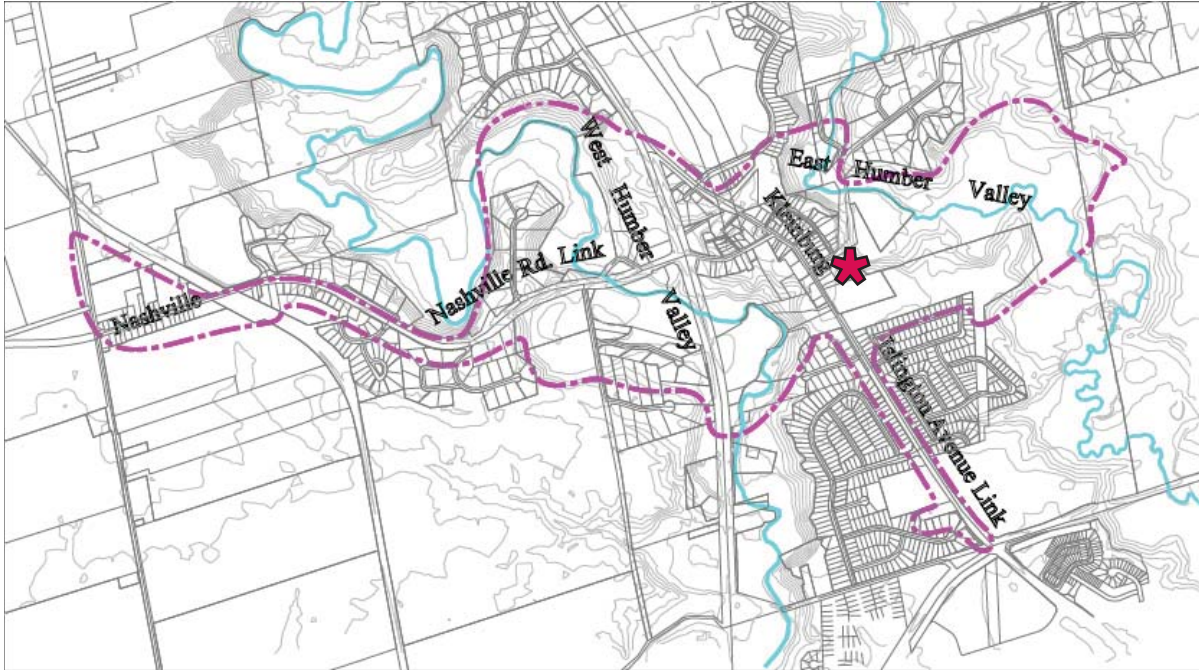 West Humber Valley
East Humber Valley
Kleinburg
Nashville Rd. Link
Nashville
Islington Avenue Link